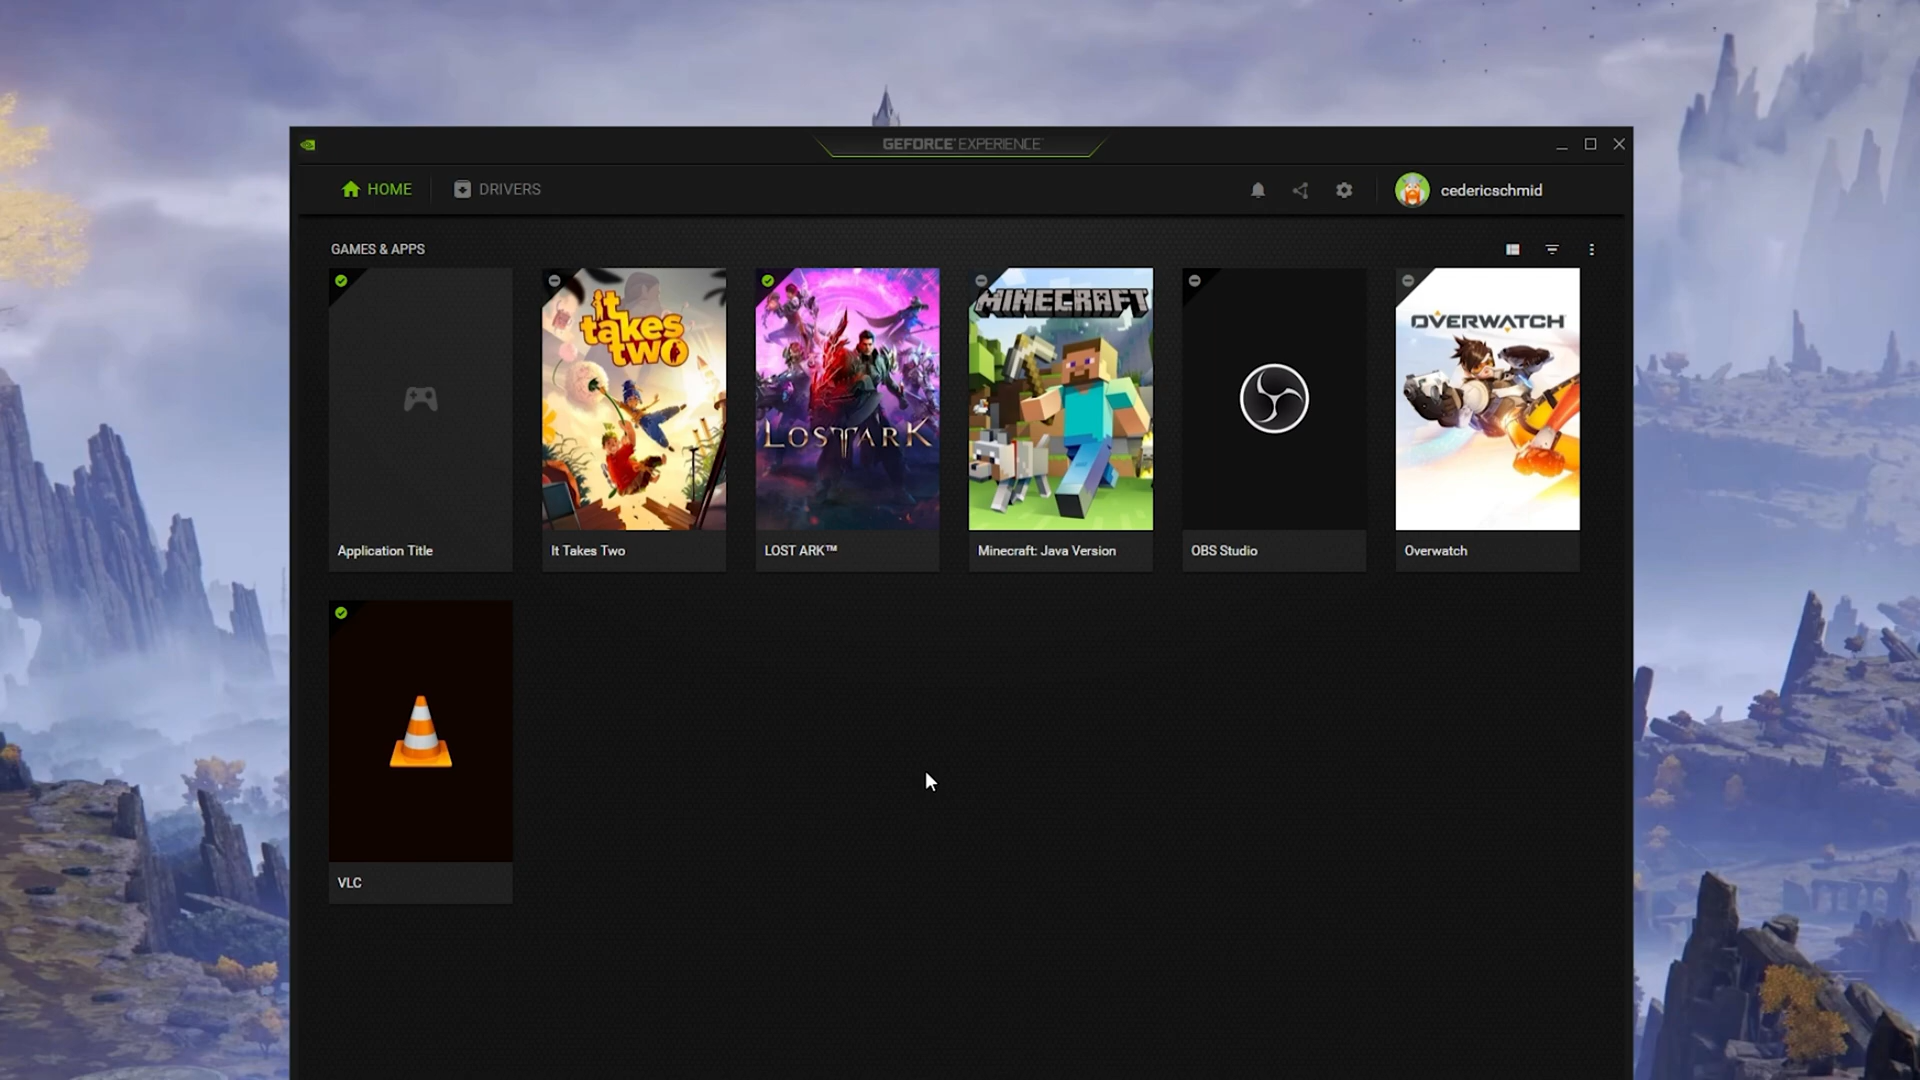 GEFORCE EXPERIENCE
HOME
DRIVERS
cedericschmid
GAMES & APPS
it
takes
two
LOST ARK
MINECRAFT
OVERWATCH
Application Title
It Takes Two
LOST ARK™
Minecraft: Java Version
OBS Studio
Overwatch
VLC